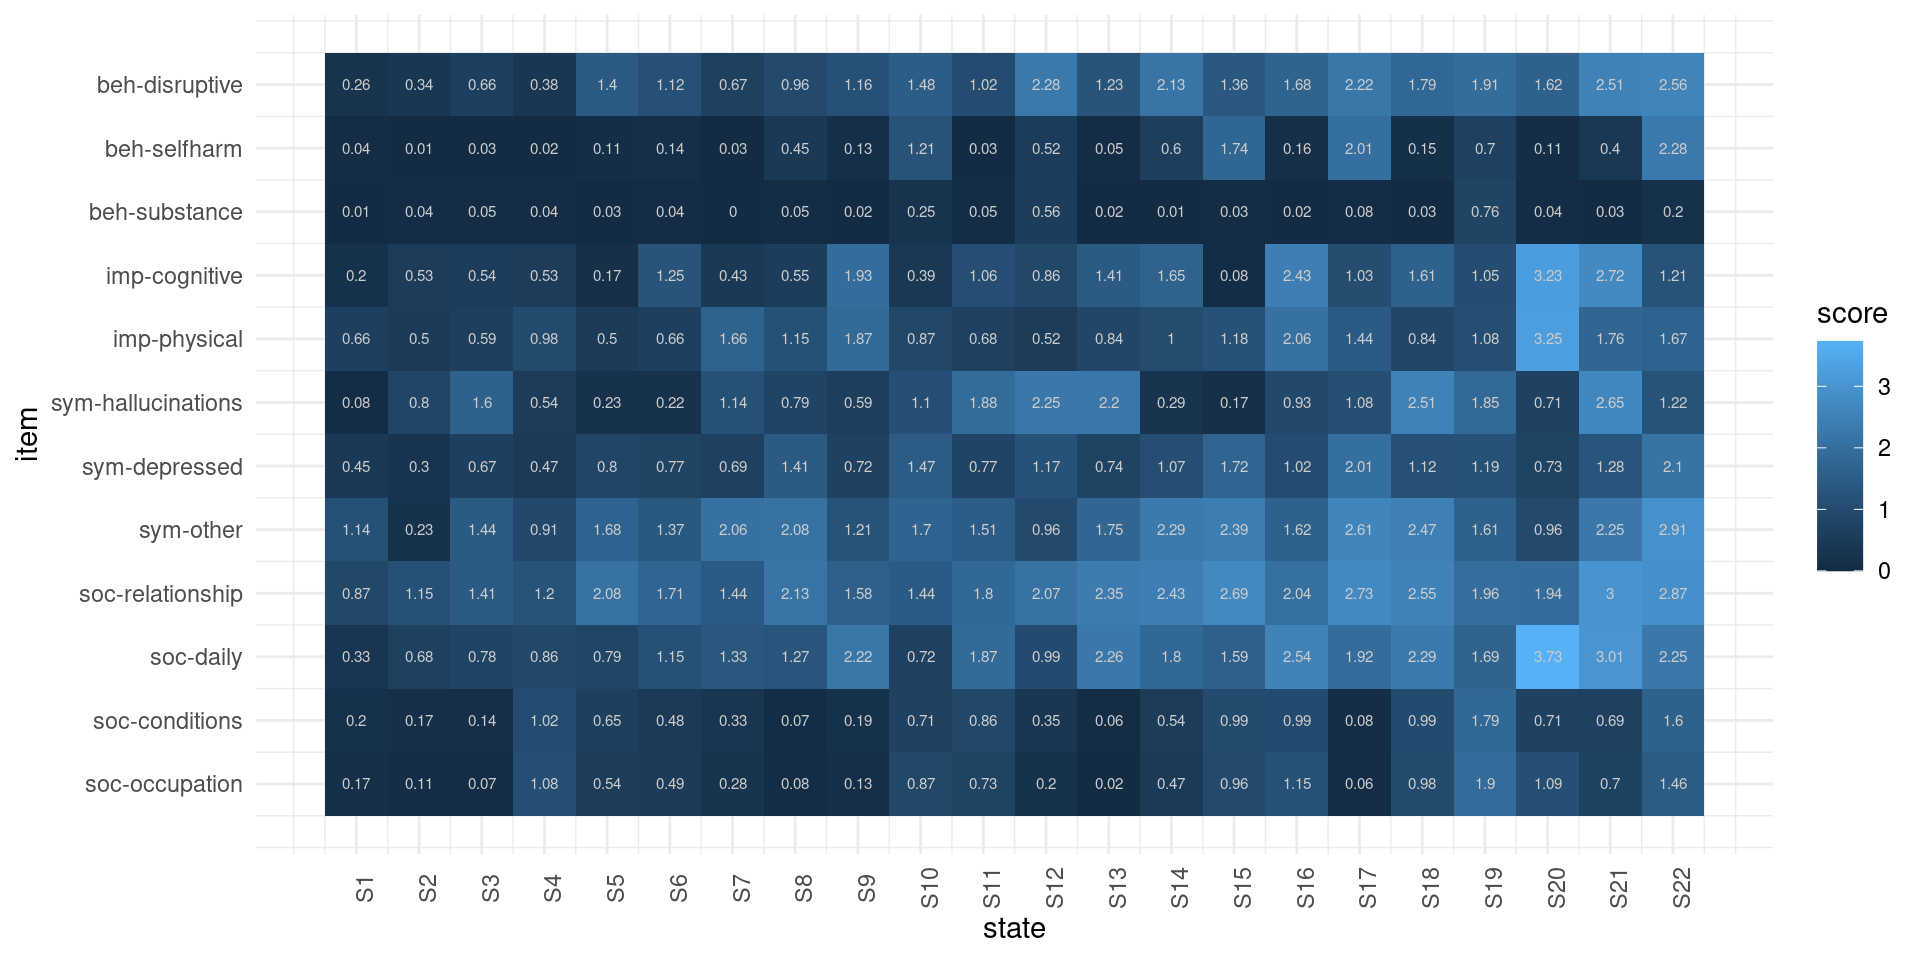 beh-disruptive 0.26 0.34 0.66 0.38 1.4 1.12 0.67 0.96 1.16 1.48 1.02 2.28 1.23 2.13 1.36 1.68 2.22 1.79 1.91 1.62 2.51 2.56
beh-selfharm 0.04 0.01 0.03 0.02 0.11 0.14 0.03 0.45 0.13 1.21 0.03 0.52 0.05 0.6 1.74 0.16 2.01 0.15 0.7 0.11 0.4 2.28
beh-substance 0.01 0.04 0.05 0.04 0.03 0.04 0 0.05 0.02 0.25 0.05 0.56 0.02 0.01 0.03 0.02 0.08 0.03 0.76 0.04 0.03 0.2
imp-cognitive 0.2 0.53 0.54 0.53 0.17 1.25 0.43 0.55 1.93 0.39 1.06 0.86 1.41 1.65 0.08 2.43 1.03 1.61 1.05 3.23 2.72 1.21
imp-physical 0.66 0.5 0.59 0.98 0.5 0.66 1.66 1.15 1.87 0.87 0.68 0.52 0.84 1 1.18 2.06 1.44 0.84 1.08 3.25 1.76 1.67
sym-hallucinations 0.08 0.8 1.6 0.54 0.23 0.22 1.14 0.79 0.59 1.1 1.88 2.25 2.2 0.29 0.17 0.93 1.08 2.51 1.85 0.71 2.65 1.22
sym-depressed 0.45 0.3 0.67 0.47 0.8 0.77 0.69 1.41 0.72 1.47 0.77 1.17 0.74 1.07 1.72 1.02 2.01 1.12 1.19 0.73 1.28 2.1
sym-other 1.14 0.23 1.44 0.91 1.68 1.37 2.06 2.08 1.21 1.7 1.51 0.96 1.75 2.29 2.39 1.62 2.61 2.47 1.61 0.96 2.25 2.91
soc-relationship 0.87 1.15 1.41 1.2 2.08 1.71 1.44 2.13 1.58 1.44 1.8 2.07 2.35 2.43 2.69 2.04 2.73 2.55 1.96 1.94 3 2.87
soc-daily 0.33 0.68 0.78 0.86 0.79 1.15 1.33 1.27 2.22 0.72 1.87 0.99 2.26 1.8 1.59 2.54 1.92 2.29 1.69 3.73 3.01 2.25
soc-conditions 0.2 0.17 0.14 1.02 0.65 0.48 0.33 0.07 0.19 0.71 0.86 0.35 0.06 0.54 0.99 0.99 0.08 0.99 1.79 0.71 0.69 1.6
soc-occupation 0.17 0.11 0.07 1.08 0.54 0.49 0.28 0.08 0.13 0.87 0.73 0.2 0.02 0.47 0.96 1.15 0.06 0.98 1.9 1.09 0.7 1.46
S1 S2 S3 S4 S5 S6 S7 S8 S9 S10 S11 S12 S13 S14 S15 S16 S17 S18 S19 S20 S21 S22
state
item
score
3
2
1
0